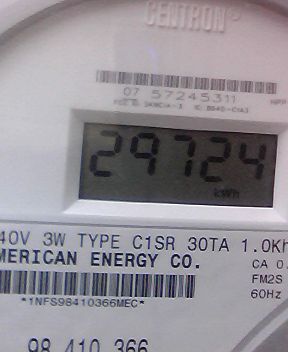 CENTRON®
07 57245311
29724
kWh
40V 3W TYPE C1SR 30TA 1.0Kh
MERICAN ENERGY CO.
CA 0.
FM2S
*1NFS98410366MEC*
60Hz
98 410 366